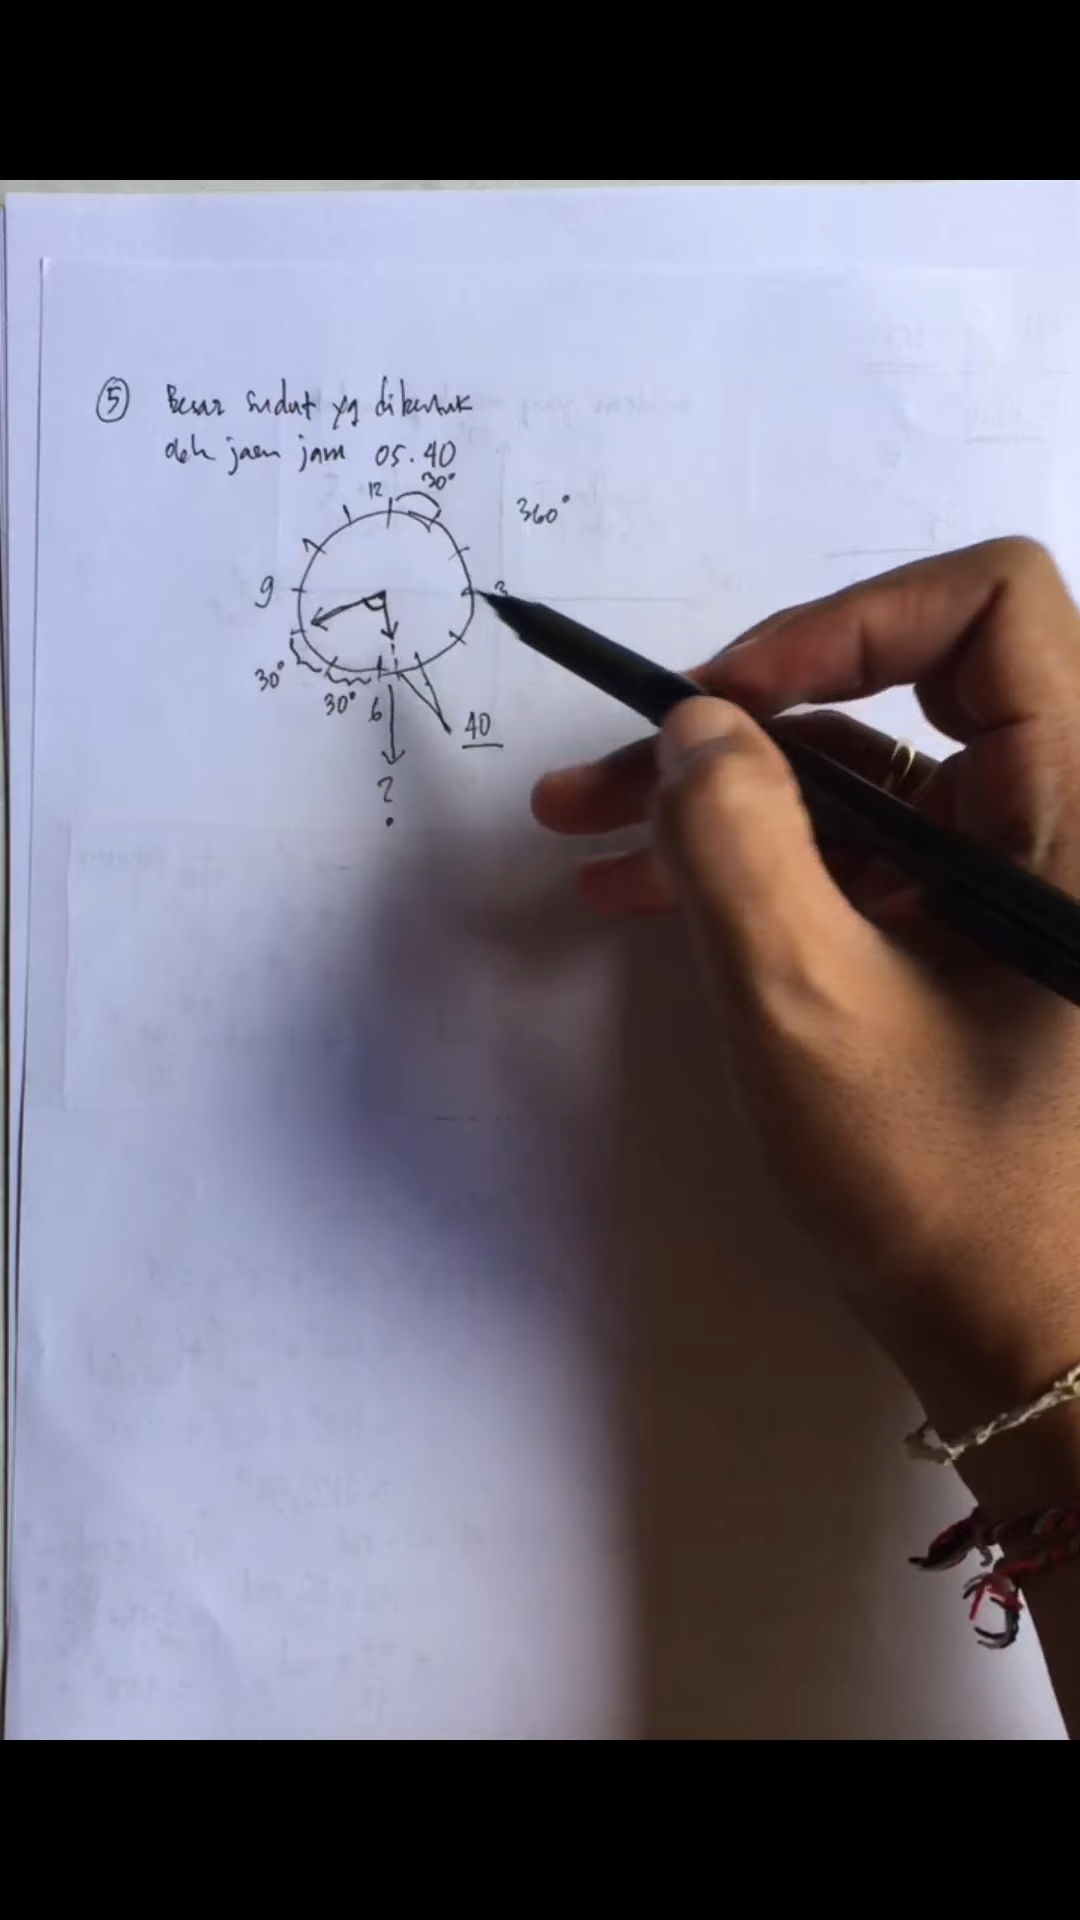 5 Besar sudut yg dibentuk
oleh jarum jam 05.40
12 30°
360°
9 3
30°
30° 6 40
?